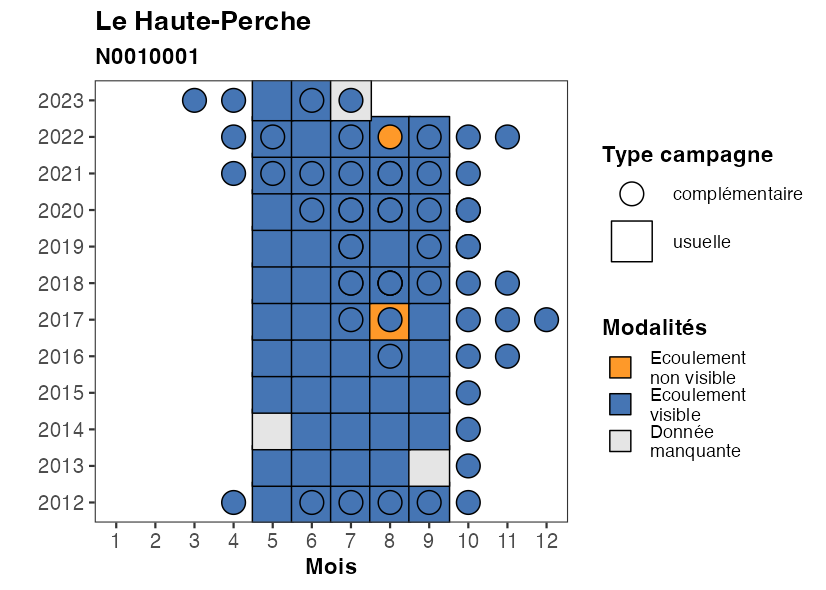 Le Haute-Perche
N0010001
2023
2022
2021
2020
2019
2018
2017
2016
2015
2014
2013
2012
1 2 3 4 5 6 7 8 9 10 11 12
Mois
Type campagne
complémentaire
usuelle
Modalités
Ecoulement
non visible
Ecoulement
visible
Donnée
manquante